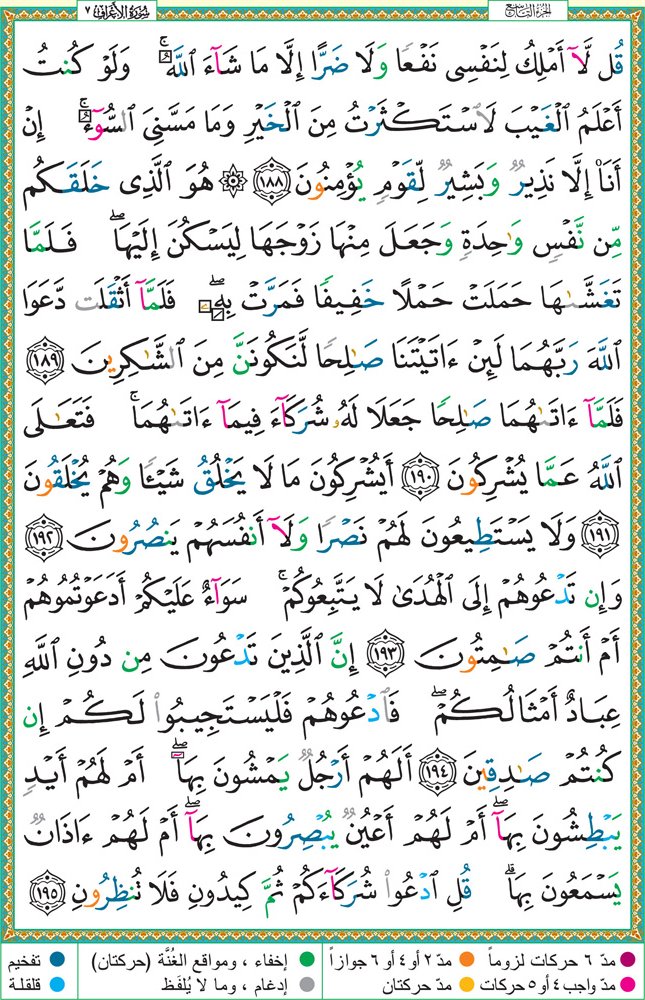 الجزء التاسع سورة الأعراف ٧
قُل لَّآ أَمْلِكُ لِنَفْسِى نَفْعًا وَلَا ضَرًّا إِلَّا مَا شَآءَ ٱللَّهُ ۚ وَلَوْ كُنتُ
أَعْلَمُ ٱلْغَيْبَ لَٱسْتَكْثَرْتُ مِنَ ٱلْخَيْرِ وَمَا مَسَّنِىَ ٱلسُّوٓءُ ۚ إِنْ
أَنَا۠ إِلَّا نَذِيرٌ وَبَشِيرٌ لِّقَوْمٍ يُؤْمِنُونَ ١٨٨ ۞ هُوَ ٱلَّذِى خَلَقَكُم
مِّن نَّفْسٍ وَٰحِدَةٍ وَجَعَلَ مِنْهَا زَوْجَهَا لِيَسْكُنَ إِلَيْهَا ۖ فَلَمَّا
تَغَشَّىٰهَا حَمَلَتْ حَمْلًا خَفِيفًا فَمَرَّتْ بِهِۦ ۖ فَلَمَّآ أَثْقَلَت دَّعَوَا
ٱللَّهَ رَبَّهُمَا لَئِنْ ءَاتَيْتَنَا صَٰلِحًا لَّنَكُونَنَّ مِنَ ٱلشَّٰكِرِينَ ١٨٩
فَلَمَّآ ءَاتَىٰهُمَا صَٰلِحًا جَعَلَا لَهُۥ شُرَكَآءَ فِيمَآ ءَاتَىٰهُمَا ۚ فَتَعَٰلَى
ٱللَّهُ عَمَّا يُشْرِكُونَ ١٩٠ أَيُشْرِكُونَ مَا لَا يَخْلُقُ شَيْـًٔا وَهُمْ يُخْلَقُونَ
١٩١ وَلَا يَسْتَطِيعُونَ لَهُمْ نَصْرًا وَلَآ أَنفُسَهُمْ يَنصُرُونَ ١٩٢
وَإِن تَدْعُوهُمْ إِلَى ٱلْهُدَىٰ لَا يَتَّبِعُوكُمْ ۚ سَوَآءٌ عَلَيْكُمْ أَدَعَوْتُمُوهُمْ
أَمْ أَنتُمْ صَٰمِتُونَ ١٩٣ إِنَّ ٱلَّذِينَ تَدْعُونَ مِن دُونِ ٱللَّهِ
عِبَادٌ أَمْثَالُكُمْ ۖ فَٱدْعُوهُمْ فَلْيَسْتَجِيبُوا۟ لَكُمْ إِن
كُنتُمْ صَٰدِقِينَ ١٩٤ أَلَهُمْ أَرْجُلٌ يَمْشُونَ بِهَآ ۖ أَمْ لَهُمْ أَيْدٍ
يَبْطِشُونَ بِهَآ ۖ أَمْ لَهُمْ أَعْيُنٌ يُبْصِرُونَ بِهَآ ۖ أَمْ لَهُمْ ءَاذَانٌ
يَسْمَعُونَ بِهَا ۗ قُلِ ٱدْعُوا۟ شُرَكَآءَكُمْ ثُمَّ كِيدُونِ فَلَا تُنظِرُونِ ١٩٥
مدّ ٦ حركات لزوماً مدّ ٢ أو ٤ أو ٦ جوازاً إخفاء ، ومواقع الغُنَّة (حركتان) تفخيم
مدّ واجب ٤ أو ٥ حركات مدّ حركتان إدغام ، وما لا يُلفَظ قلقلة